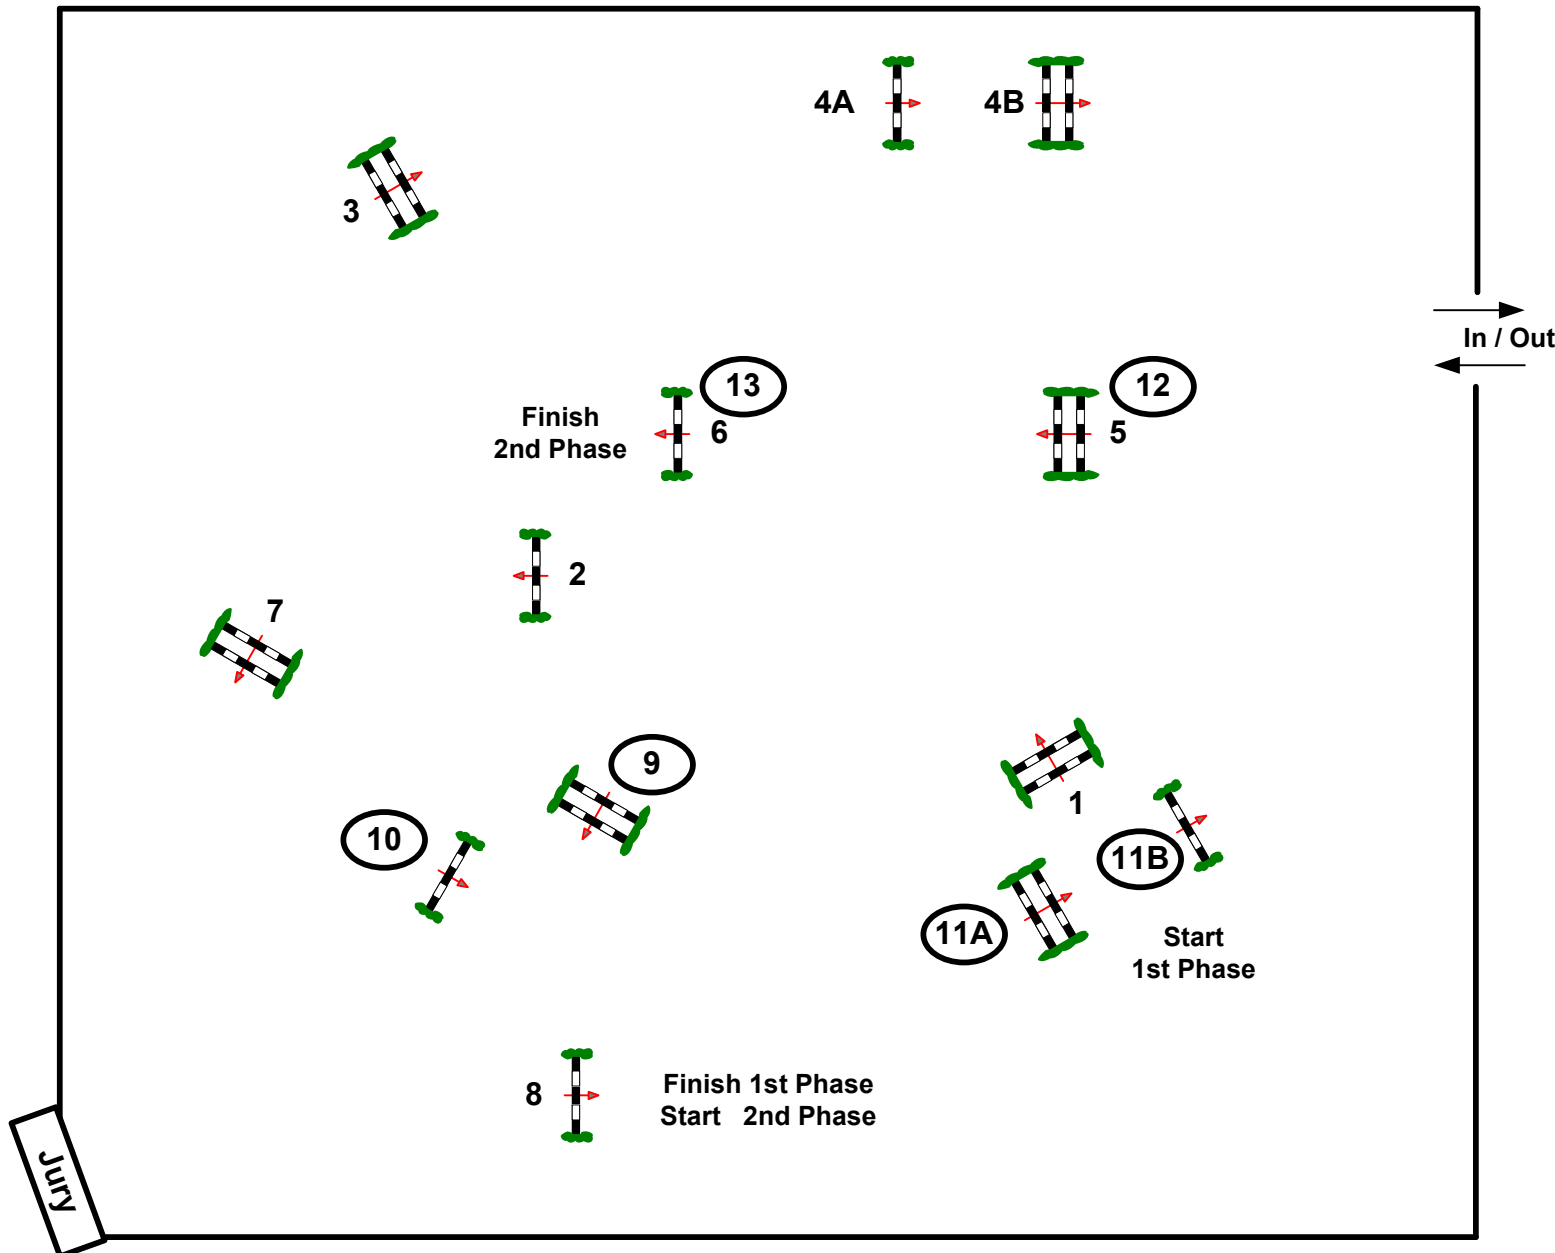 4A
4B
3
In / Out
13
12
Finish
2nd Phase
6
5
2
7
9
1
10
11B
11A
Start
1st Phase
8
Finish 1st Phase
Start 2nd Phase
Jury